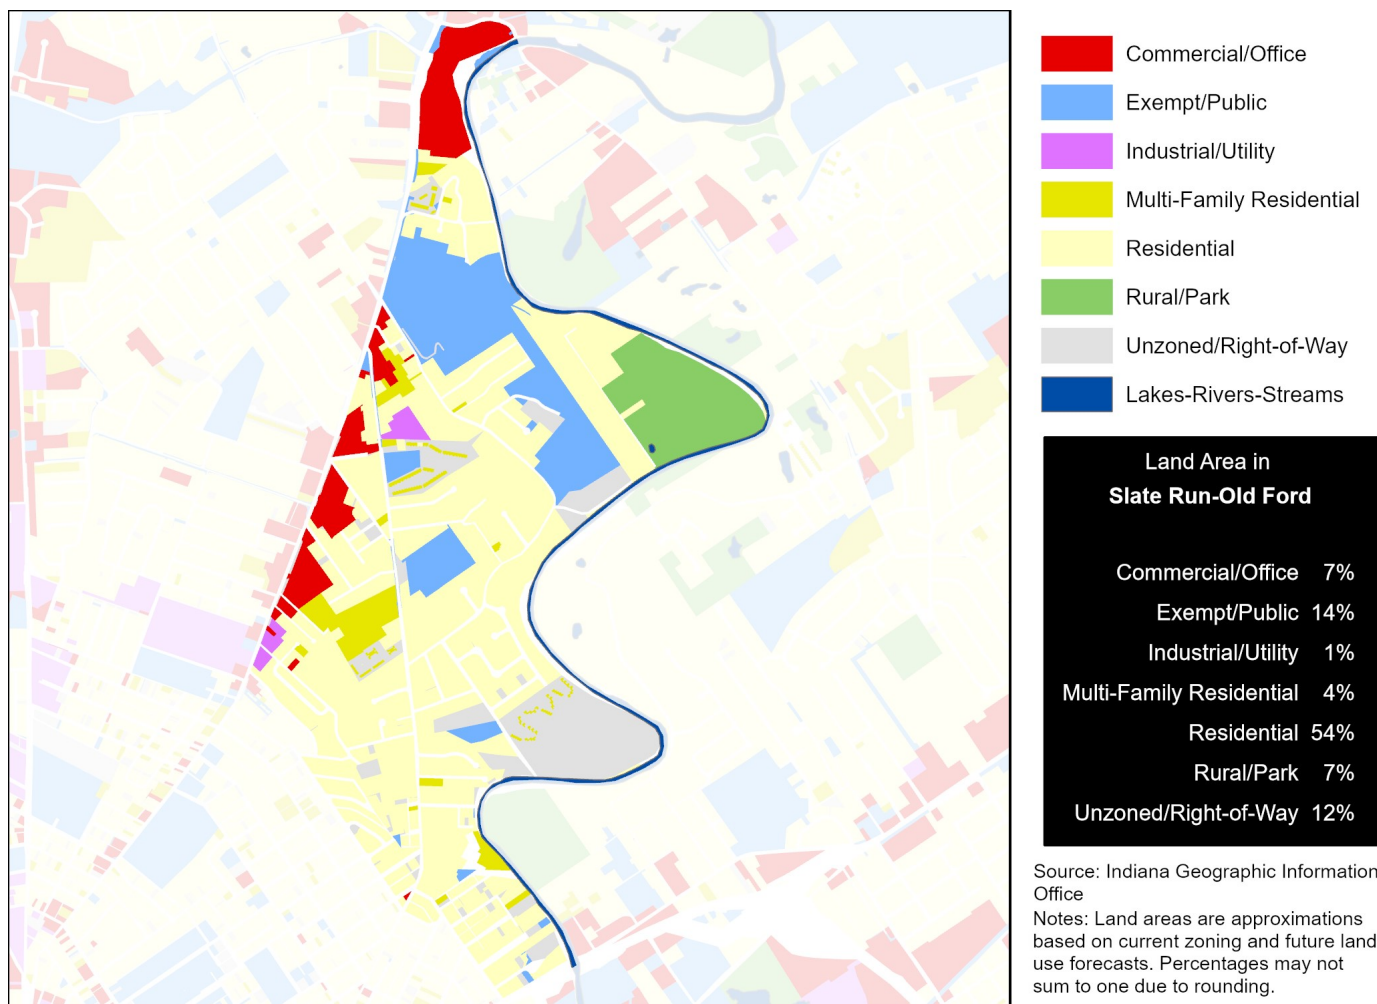 Commercial/Office
Exempt/Public
Industrial/Utility
Multi-Family Residential
Residential
Rural/Park
Unzoned/Right-of-Way
Lakes-Rivers-Streams
Land Area in
Slate Run-Old Ford
Commercial/Office 7%
Exempt/Public 14%
Industrial/Utility 1%
Multi-Family Residential 4%
Residential 54%
Rural/Park 7%
Unzoned/Right-of-Way 12%
Source: Indiana Geographic Information
Office
Notes: Land areas are approximations
based on current zoning and future land
use forecasts. Percentages may not
sum to one due to rounding.